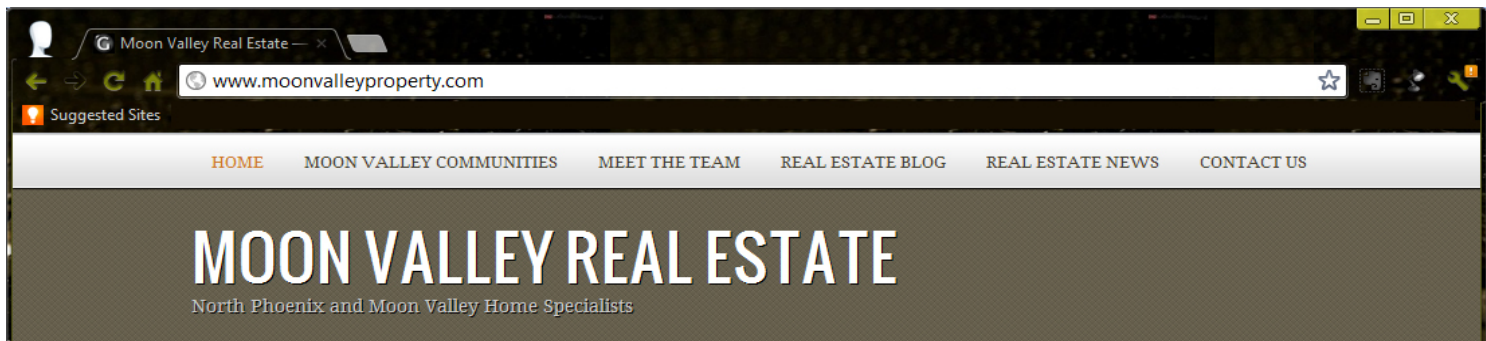 Moon Valley Real Estate —
www.moonvalleyproperty.com
Suggested Sites
HOME MOON VALLEY COMMUNITIES MEET THE TEAM REAL ESTATE BLOG REAL ESTATE NEWS CONTACT US
MOON VALLEY REAL ESTATE
North Phoenix and Moon Valley Home Specialists